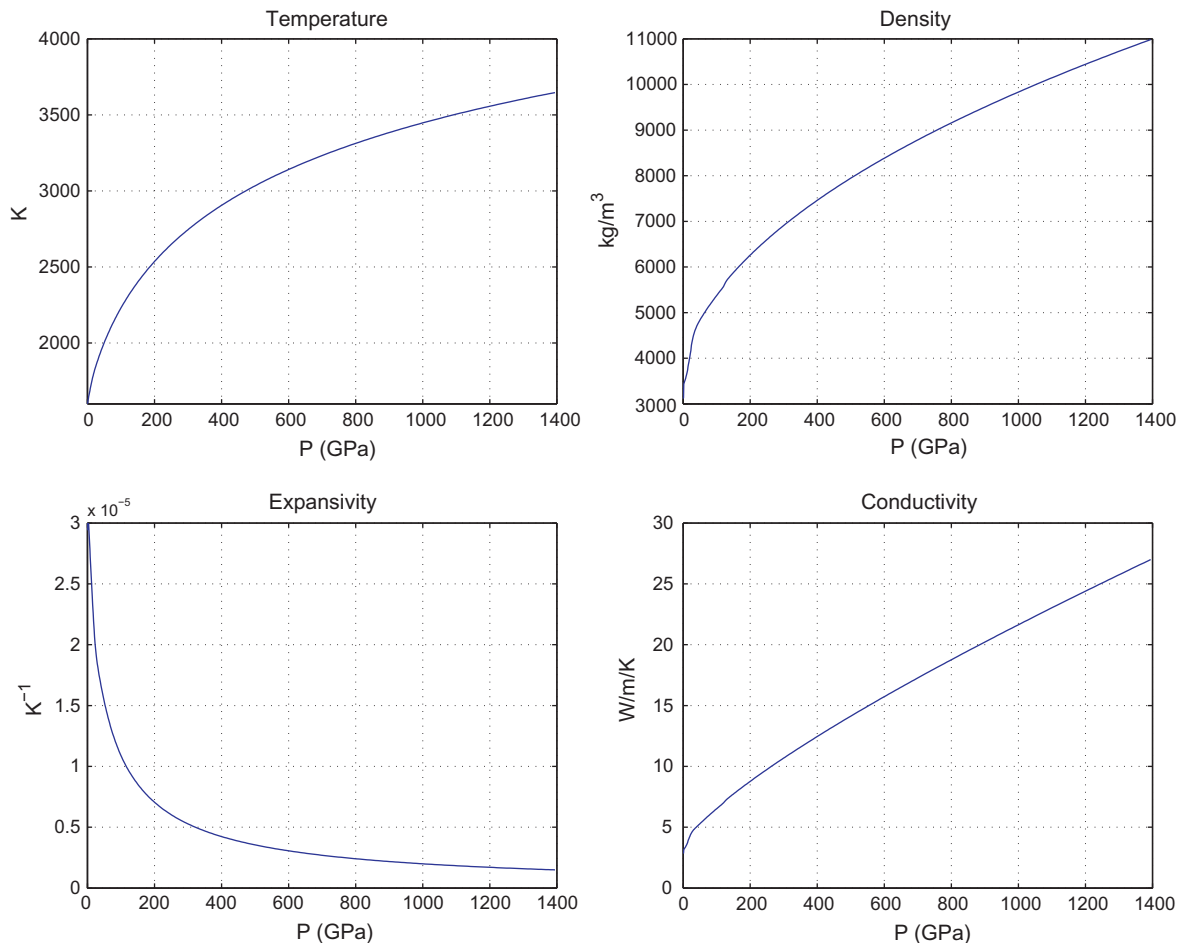 Temperature
4000
3500
3000
2500
2000
K
0 200 400 600 800 1000 1200 1400
P (GPa)
Density
11000
10000
9000
8000
7000
6000
5000
4000
3000
kg/m³
0 200 400 600 800 1000 1200 1400
P (GPa)
Expansivity
x 10⁻⁵
3
2.5
2
1.5
1
0.5
0
K⁻¹
0 200 400 600 800 1000 1200 1400
P (GPa)
Conductivity
30
25
20
15
10
5
0
W/m/K
0 200 400 600 800 1000 1200 1400
P (GPa)